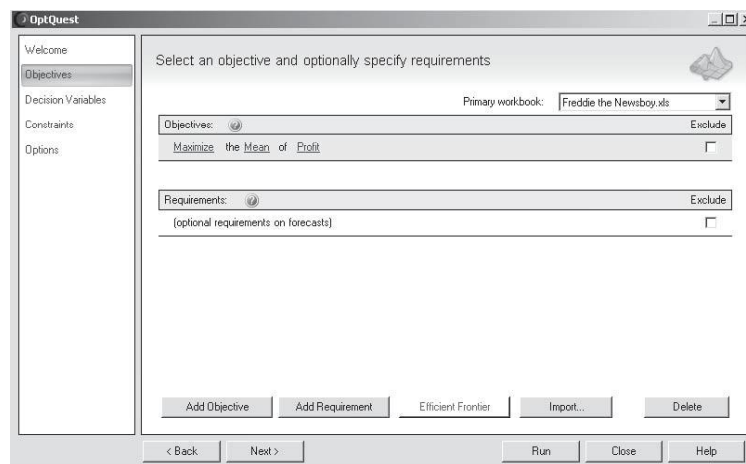 OptQuest
Welcome
Objectives
Decision Variables
Constraints
Options
Select an objective and optionally specify requirements
Primary workbook: Freddie the Newsboy.xls
Objectives: Exclude
Maximize the Mean of Profit
Requirements: Exclude
(optional requirements on forecasts)
Add Objective Add Requirement Efficient Frontier Import... Delete
< Back Next > Run Close Help